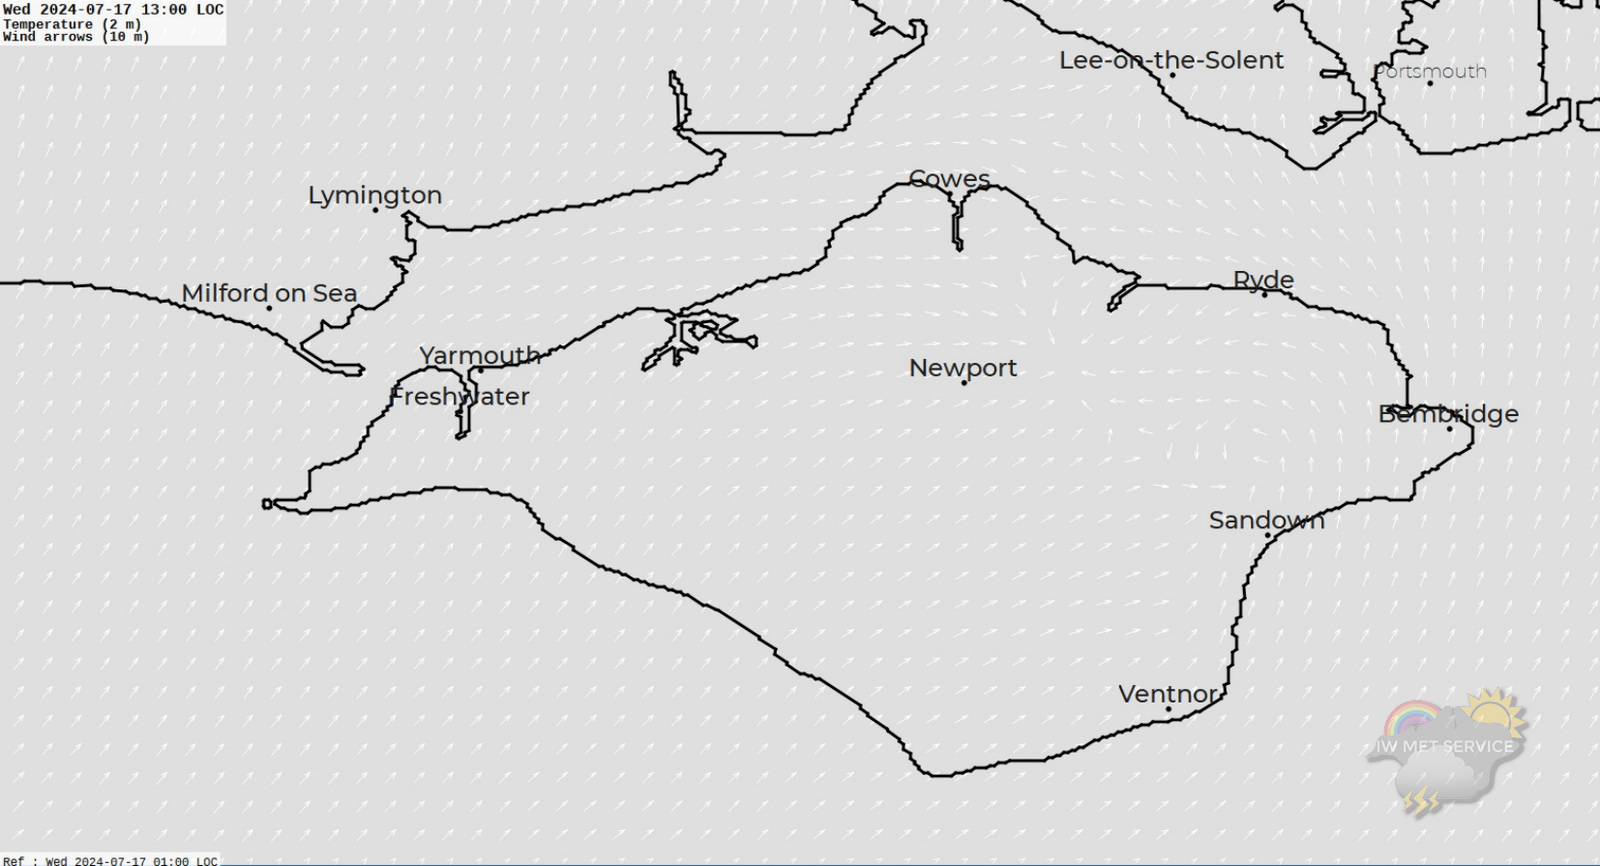 Wed 2024-07-17 13:00 LOC
Temperature (2 m)
Wind arrows (10 m)
Lee-on-the-Solent
Portsmouth
Cowes
Lymington
Ryde
Milford on Sea
Yarmouth
Newport
Freshwater
Bembridge
Sandown
Ventnor
IW MET SERVICE
Ref : Wed 2024-07-17 01:00 LOC